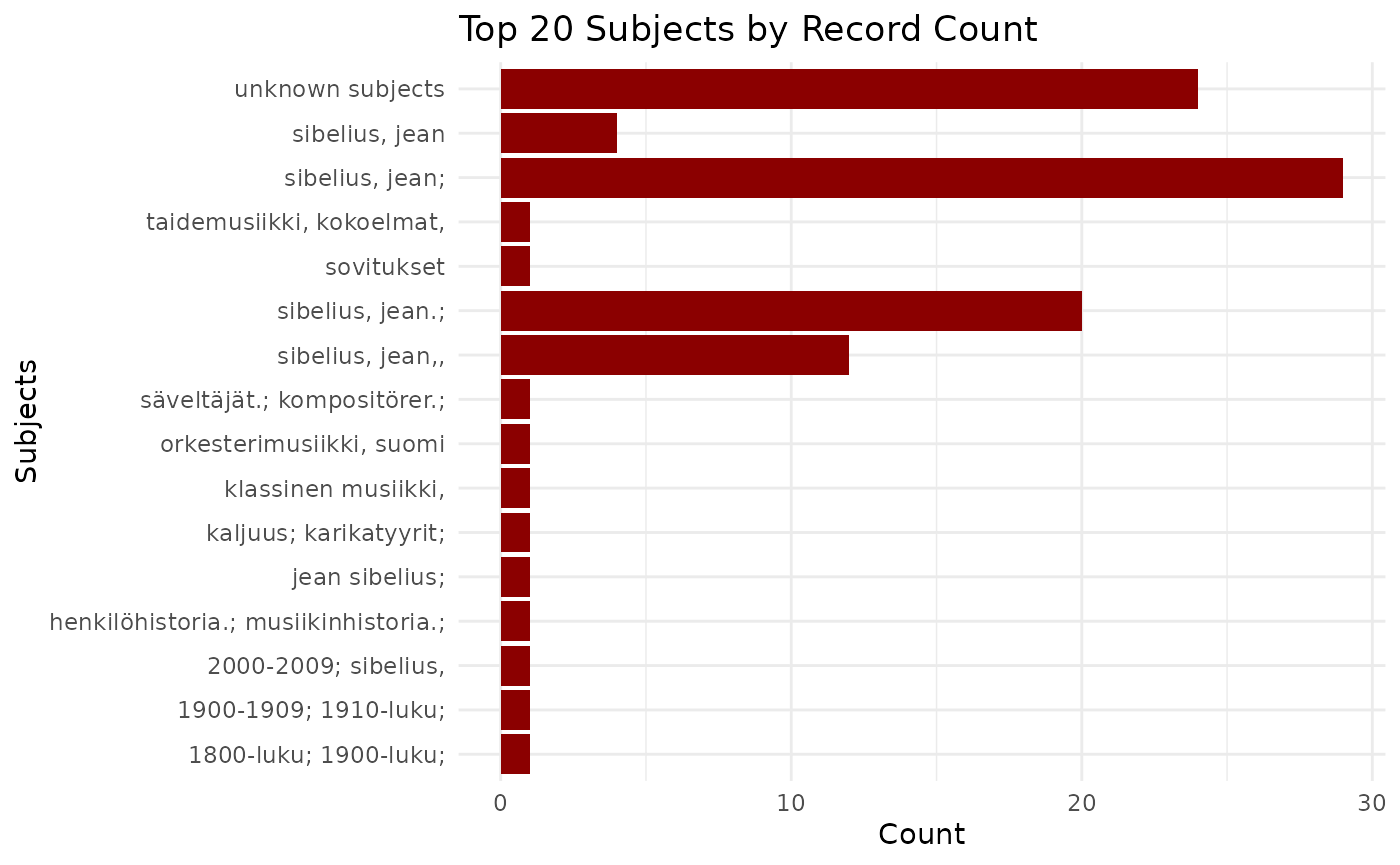 Top 20 Subjects by Record Count
unknown subjects
sibelius, jean
sibelius, jean;
taidemusiikki, kokoelmat,
sovitukset
sibelius, jean.;
sibelius, jean,,
säveltäjät.; kompositörer.;
orkesterimusiikki, suomi
klassinen musiikki,
kaljuus; karikatyyrit;
jean sibelius;
henkilöhistoria.; musiikinhistoria.;
2000-2009; sibelius,
1900-1909; 1910-luku;
1800-luku; 1900-luku;
Subjects
0 10 20 30
Count